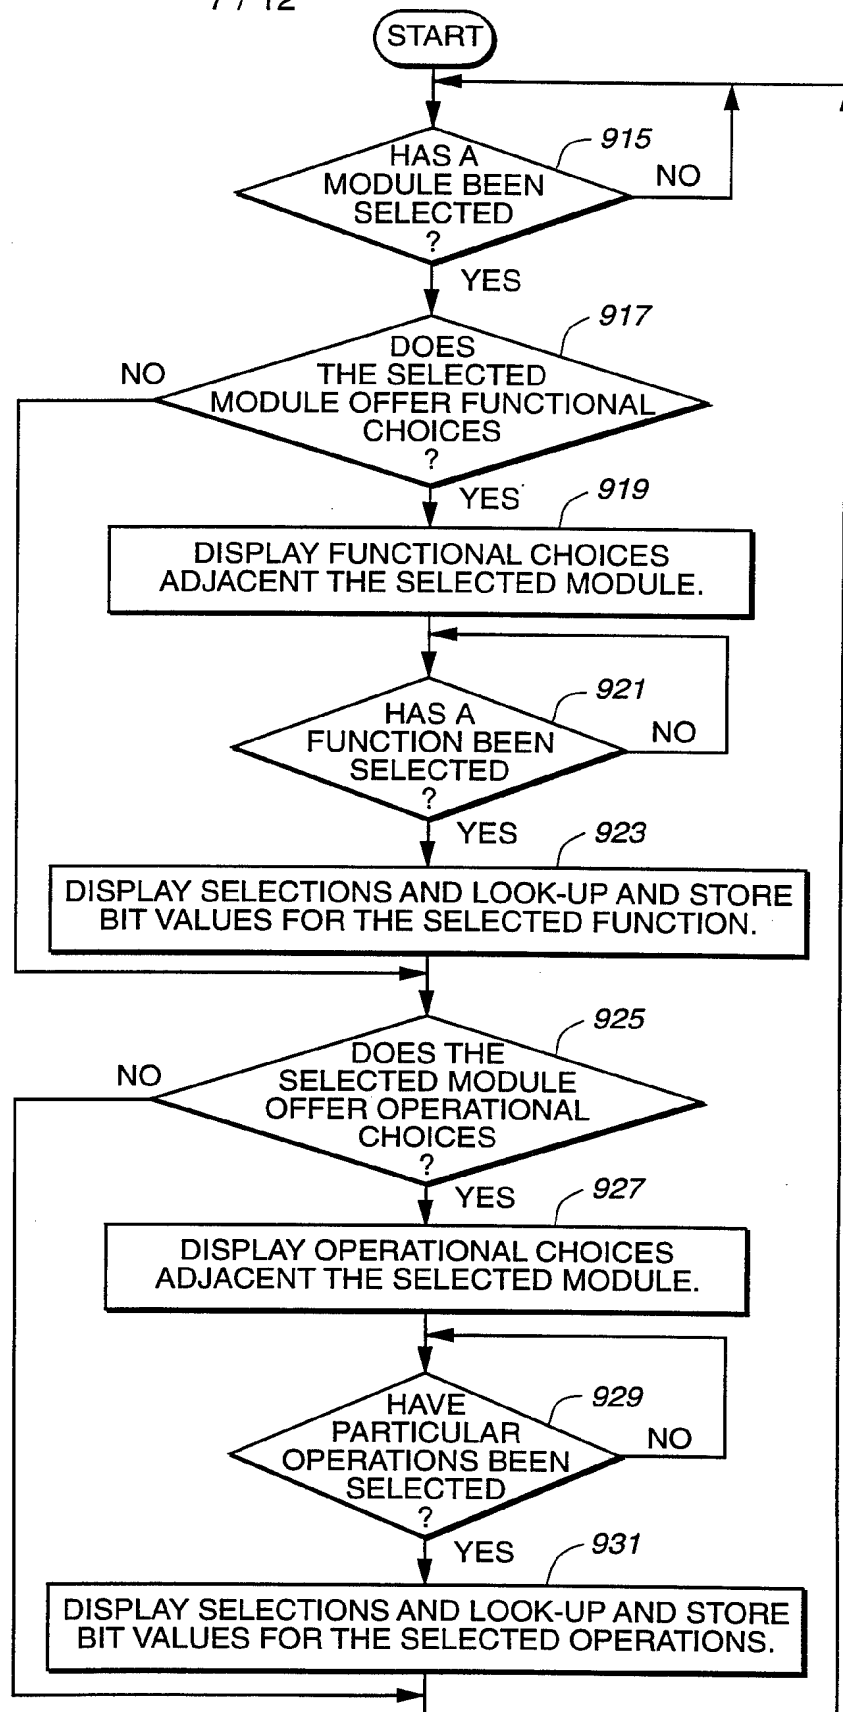 7 / 12
START
915
HAS A
MODULE BEEN
SELECTED
?
NO
YES
917
DOES
THE SELECTED
MODULE OFFER FUNCTIONAL
CHOICES
?
NO
YES
919
DISPLAY FUNCTIONAL CHOICES
ADJACENT THE SELECTED MODULE.
921
HAS A
FUNCTION BEEN
SELECTED
?
NO
YES
923
DISPLAY SELECTIONS AND LOOK-UP AND STORE
BIT VALUES FOR THE SELECTED FUNCTION.
925
DOES THE
SELECTED MODULE
OFFER OPERATIONAL
CHOICES
?
NO
YES
927
DISPLAY OPERATIONAL CHOICES
ADJACENT THE SELECTED MODULE.
929
HAVE
PARTICULAR
OPERATIONS BEEN
SELECTED
?
NO
YES
931
DISPLAY SELECTIONS AND LOOK-UP AND STORE
BIT VALUES FOR THE SELECTED OPERATIONS.